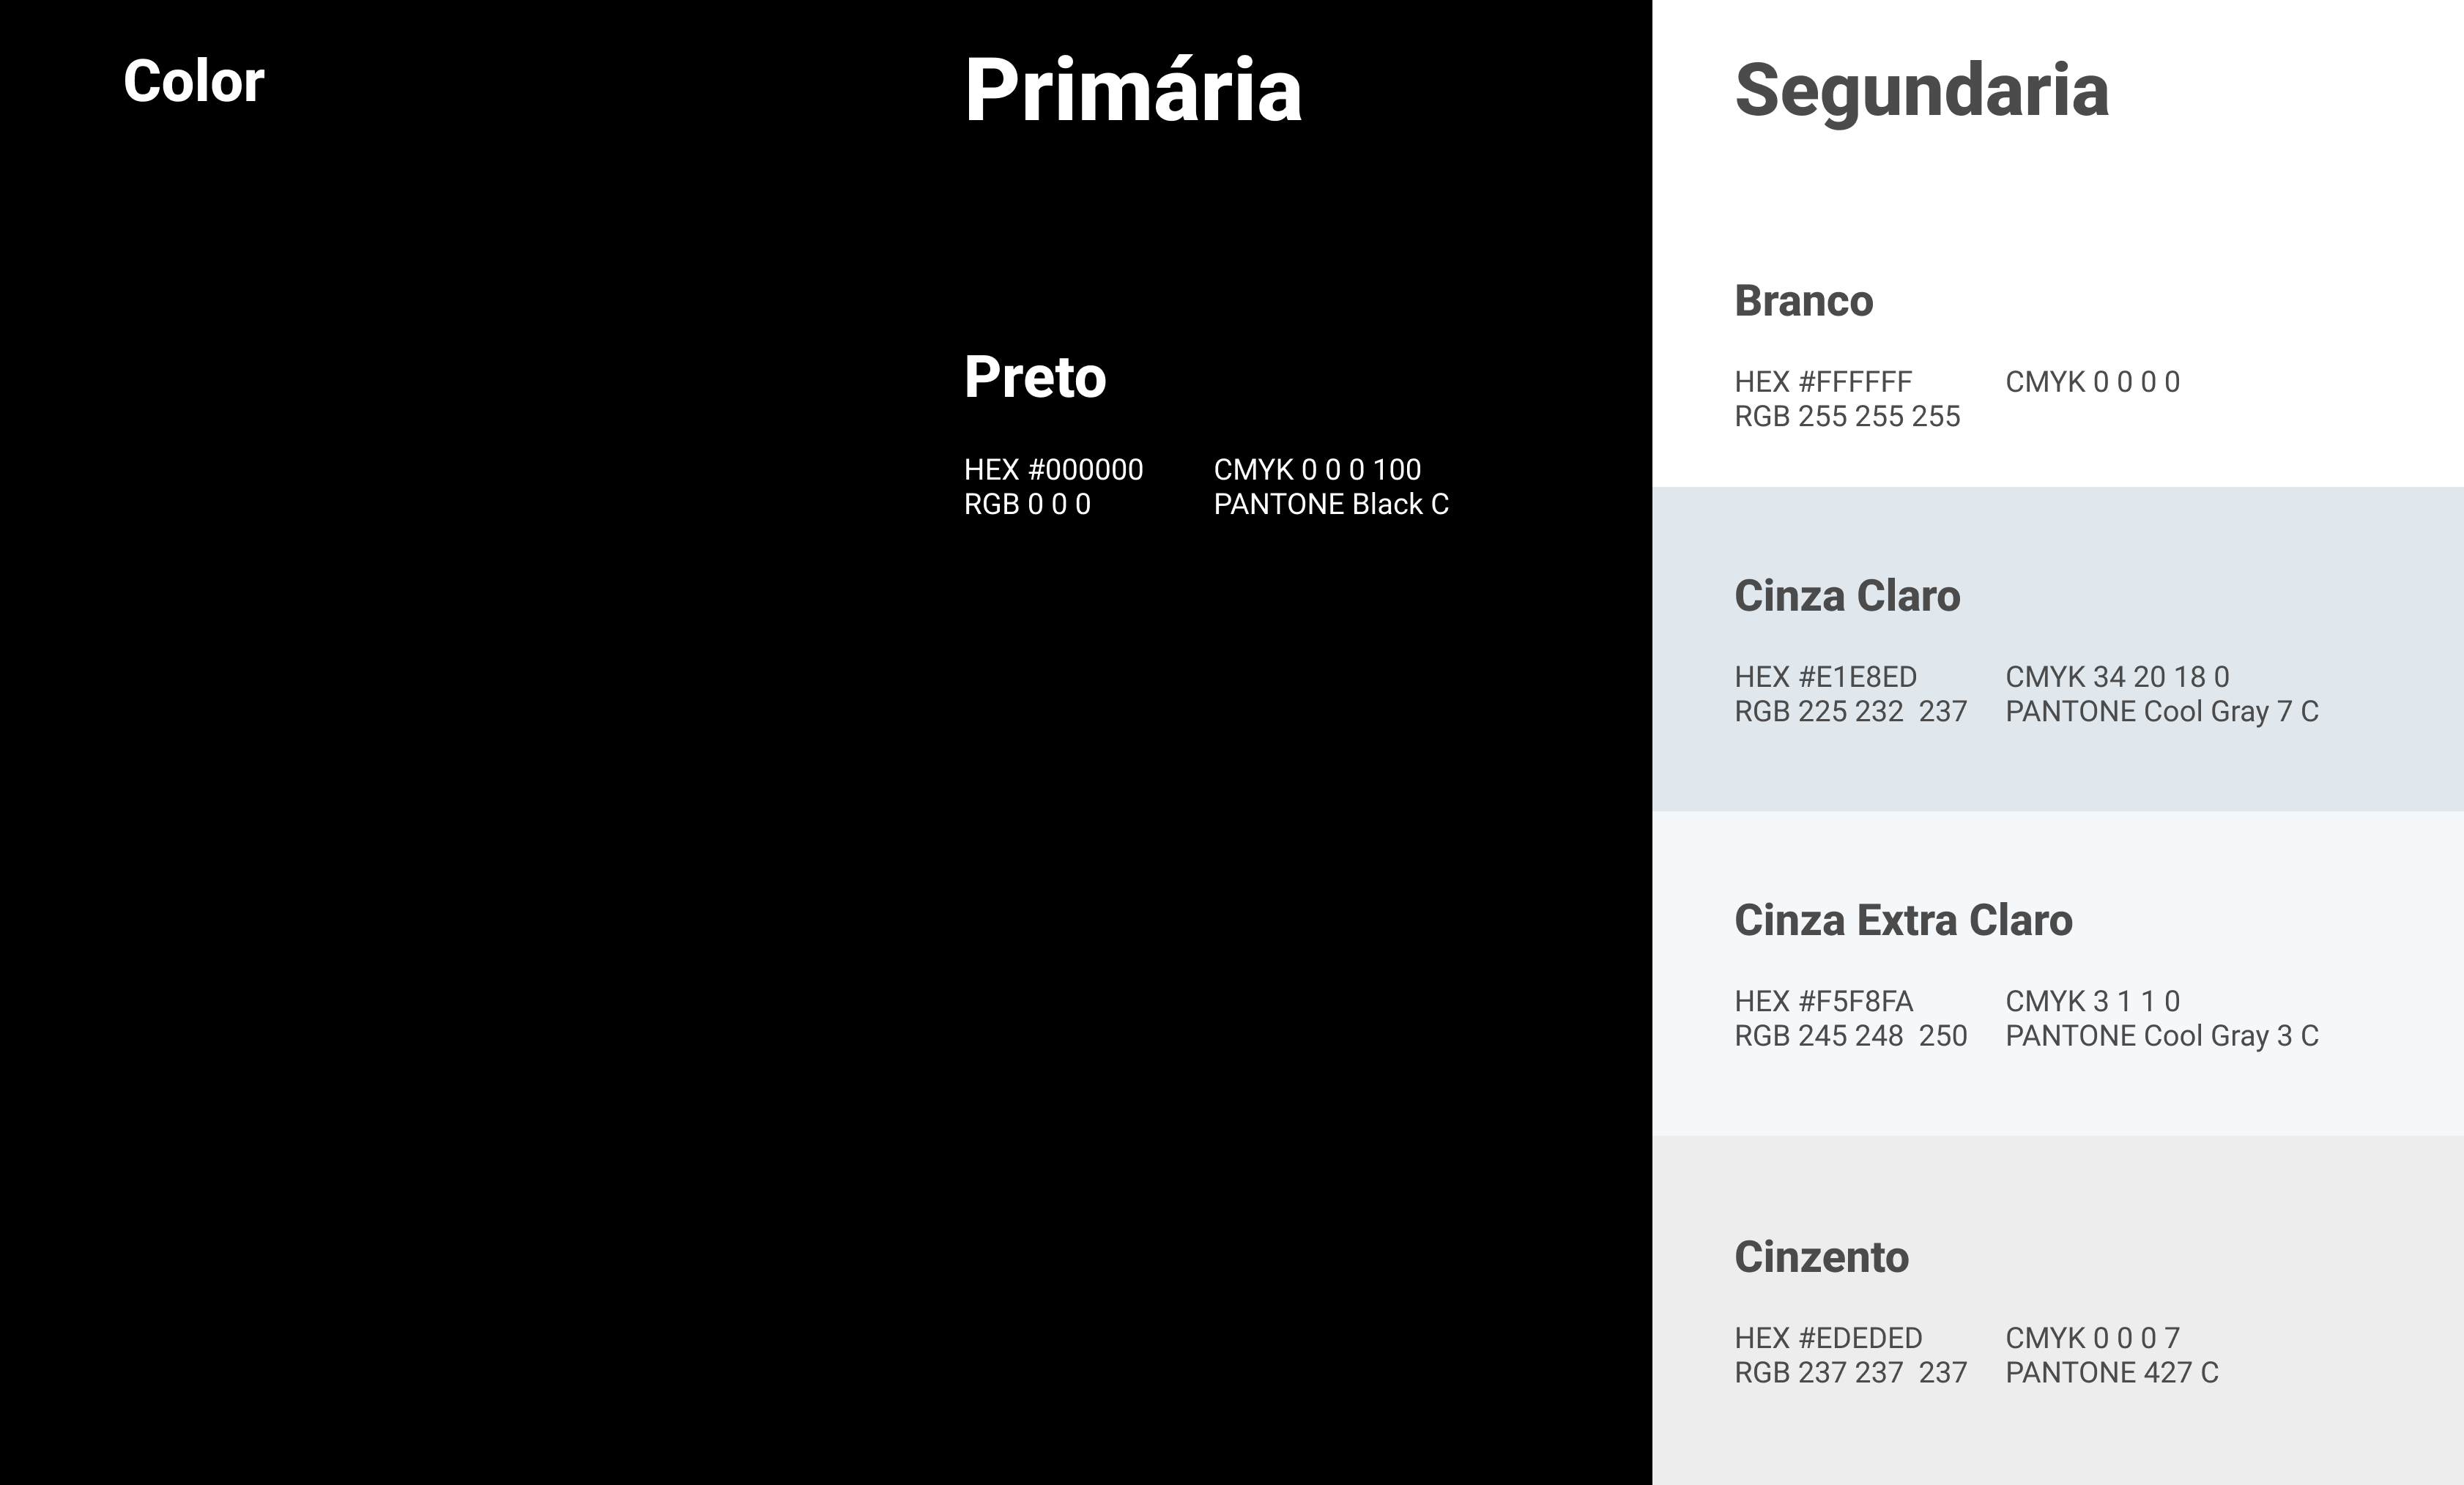 Color
Primária
Preto
HEX #000000
RGB 0 0 0
CMYK 0 0 0 100
PANTONE Black C
Segundaria
Branco
HEX #FFFFFF
RGB 255 255 255
CMYK 0 0 0 0
Cinza Claro
HEX #E1E8ED
RGB 225 232  237
CMYK 34 20 18 0
PANTONE Cool Gray 7 C
Cinza Extra Claro
HEX #F5F8FA
RGB 245 248  250
CMYK 3 1 1 0
PANTONE Cool Gray 3 C
Cinzento
HEX #EDEDED
RGB 237 237  237
CMYK 0 0 0 7
PANTONE 427 C